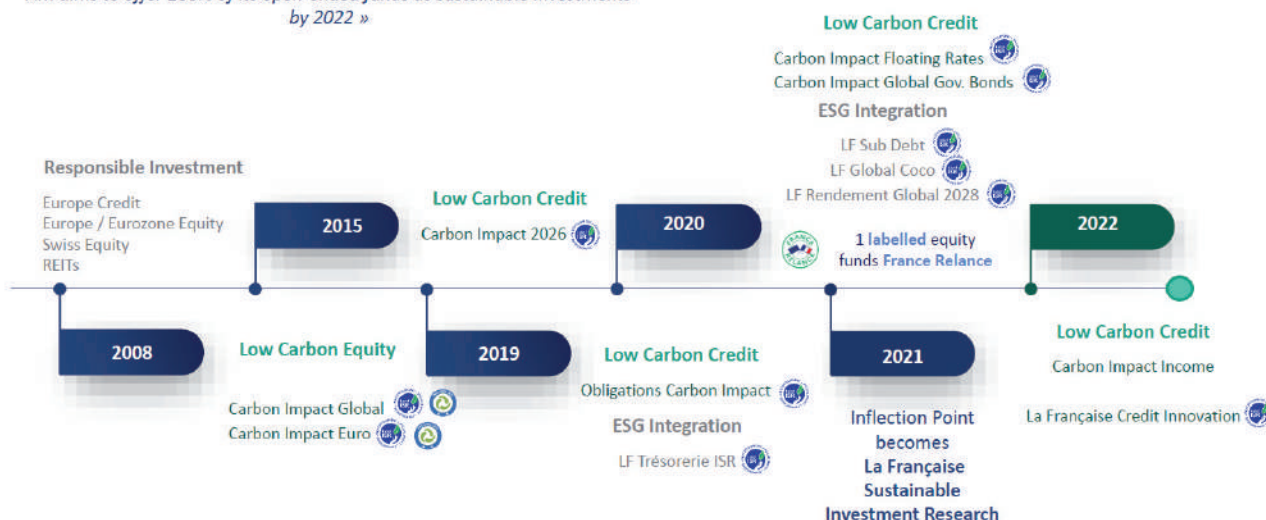 by 2022 »
Responsible Investment
Europe Credit
Europe / Eurozone Equity
Swiss Equity
REITs
2008
2015
Low Carbon Equity
Carbon Impact Global
Carbon Impact Euro
Low Carbon Credit
Carbon Impact 2026
2019
2020
Low Carbon Credit
Obligations Carbon Impact
ESG Integration
LF Trésorerie ISR
Low Carbon Credit
Carbon Impact Floating Rates
Carbon Impact Global Gov. Bonds
ESG Integration
LF Sub Debt
LF Global Coco
LF Rendement Global 2028
FRANCE
RELANCE
1 labelled equity
funds France Relance
2021
Inflection Point
becomes
La Française
Sustainable
Investment Research
2022
Low Carbon Credit
Carbon Impact Income
La Française Credit Innovation